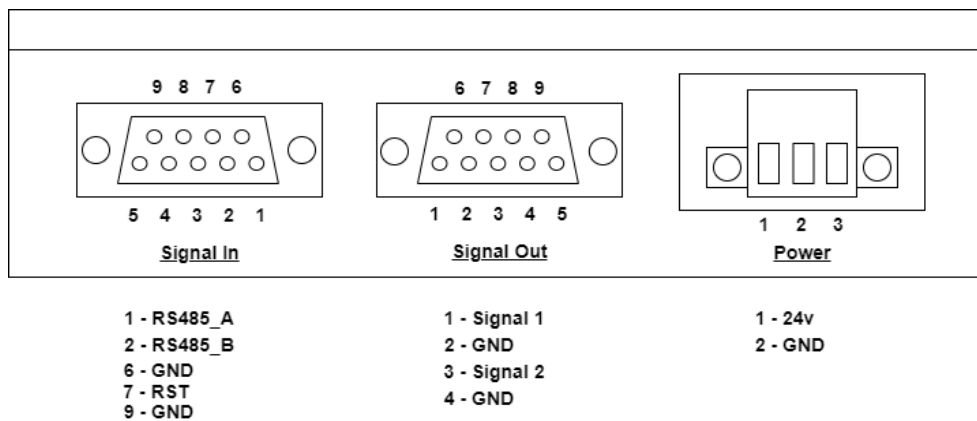 9 8 7 6
6 7 8 9
5 4 3 2 1
1 2 3 4 5
1 2 3
Signal In
Signal Out
Power
1 - RS485_A
2 - RS485_B
6 - GND
7 - RST
9 - GND
1 - Signal 1
2 - GND
3 - Signal 2
4 - GND
1 - 24v
2 - GND